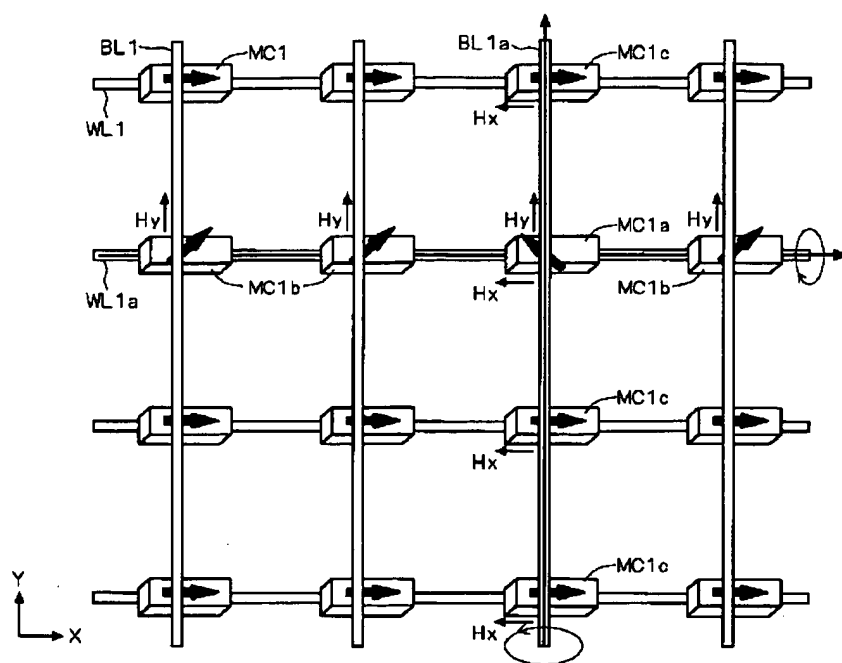 BL1
MC1
BL1a
MC1c
WL1
Hx
Hy
Hy
Hy
MC1a
Hy
WL1a
MC1b
Hx
MC1b
MC1c
Hx
MC1c
Y
X
Hx